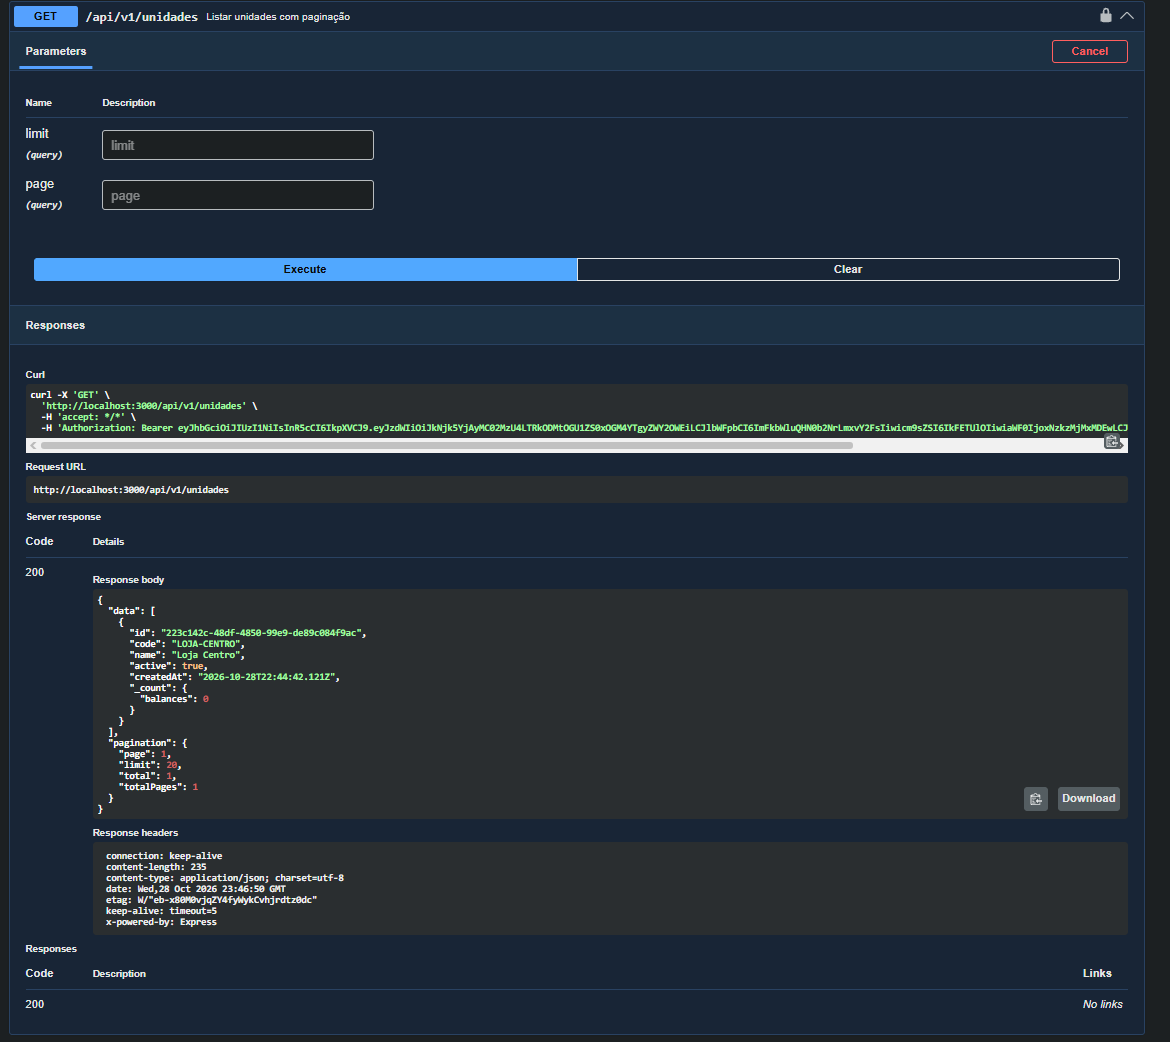 GET /api/v1/unidades Listar unidades com paginação
Parameters
Cancel
Name Description
limit
(query)
limit
page
(query)
page
Execute Clear
Responses
Curl
curl -X 'GET' \
'http://localhost:3000/api/v1/unidades' \
-H 'accept: */*' \
-H 'Authorization: Bearer
Request URL
http://localhost:3000/api/v1/unidades
Server response
Code Details
200
Response body
{
"data": [
{
"id": "223c142c-48df-4850-99e9-de89c084f9ac",
"code": "LOJA-CENTRO",
"name": "Loja Centro",
"active": true,
"createdAt": "2026-10-28T22:44:42.121Z",
"_count": {
"balances": 0
}
}
],
"pagination": {
"page": 1,
"limit": 20,
"total": 1,
"totalPages": 1
}
}
Download
Response headers
connection: keep-alive
content-length: 235
content-type: application/json; charset=utf-8
date: Wed,28 Oct 2026 23:46:50 GMT
etag: W/"eb-x80M0vjqZY4fyWykCvhjrdtz0dc"
keep-alive: timeout=5
x-powered-by: Express
Responses
Code Description Links
200 No links